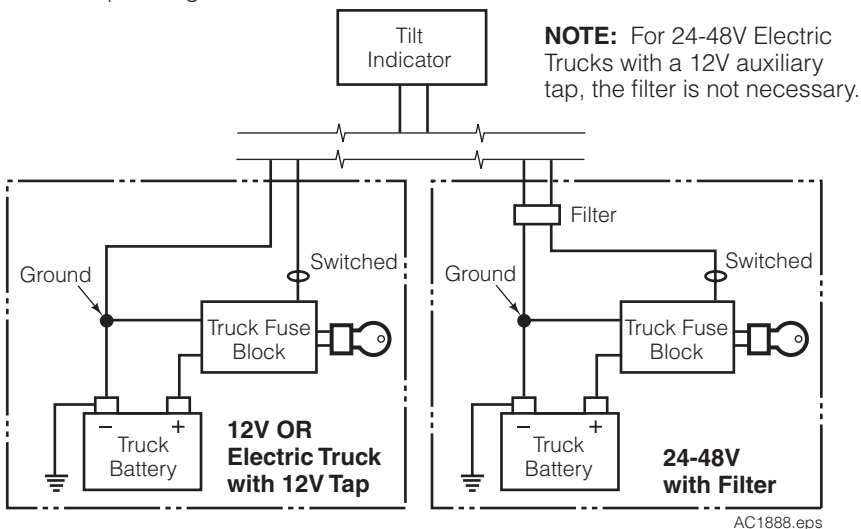 Tilt
Indicator
NOTE: For 24-48V Electric
Trucks with a 12V auxiliary
tap, the filter is not necessary.
Filter
Ground
Switched
Truck Fuse
Block
– +
Truck
Battery
12V OR
Electric Truck
with 12V Tap
Ground
Switched
Truck Fuse
Block
– +
Truck
Battery
24-48V
with Filter
AC1888.eps